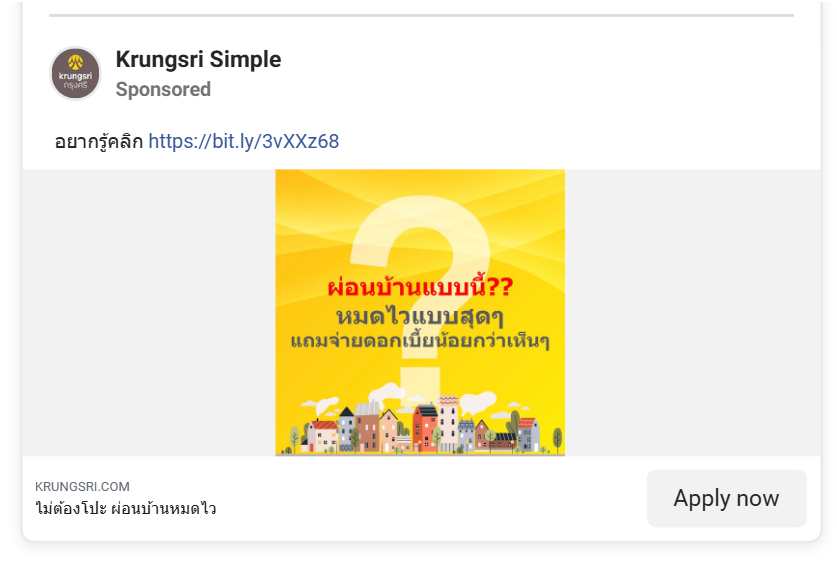 Krungsri Simple
krungsri
กรุงศรี
Sponsored
อยากรู้คลิก https://bit.ly/3vXXz68
ผ่อนบ้านแบบนี้??
หมดไวแบบสุดๆ
แถมจ่ายดอกเบี้ยน้อยกว่าเห็นๆ
KRUNGSRI.COM
ไม่ต้องโปะ ผ่อนบ้านหมดไว
Apply now